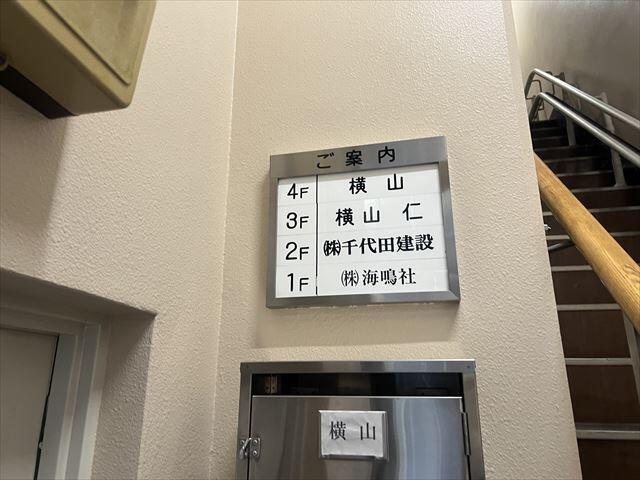 ご案内
4F 横山
3F 横山 仁
2F ㈱千代田建設
1F ㈱海鳴社
横山